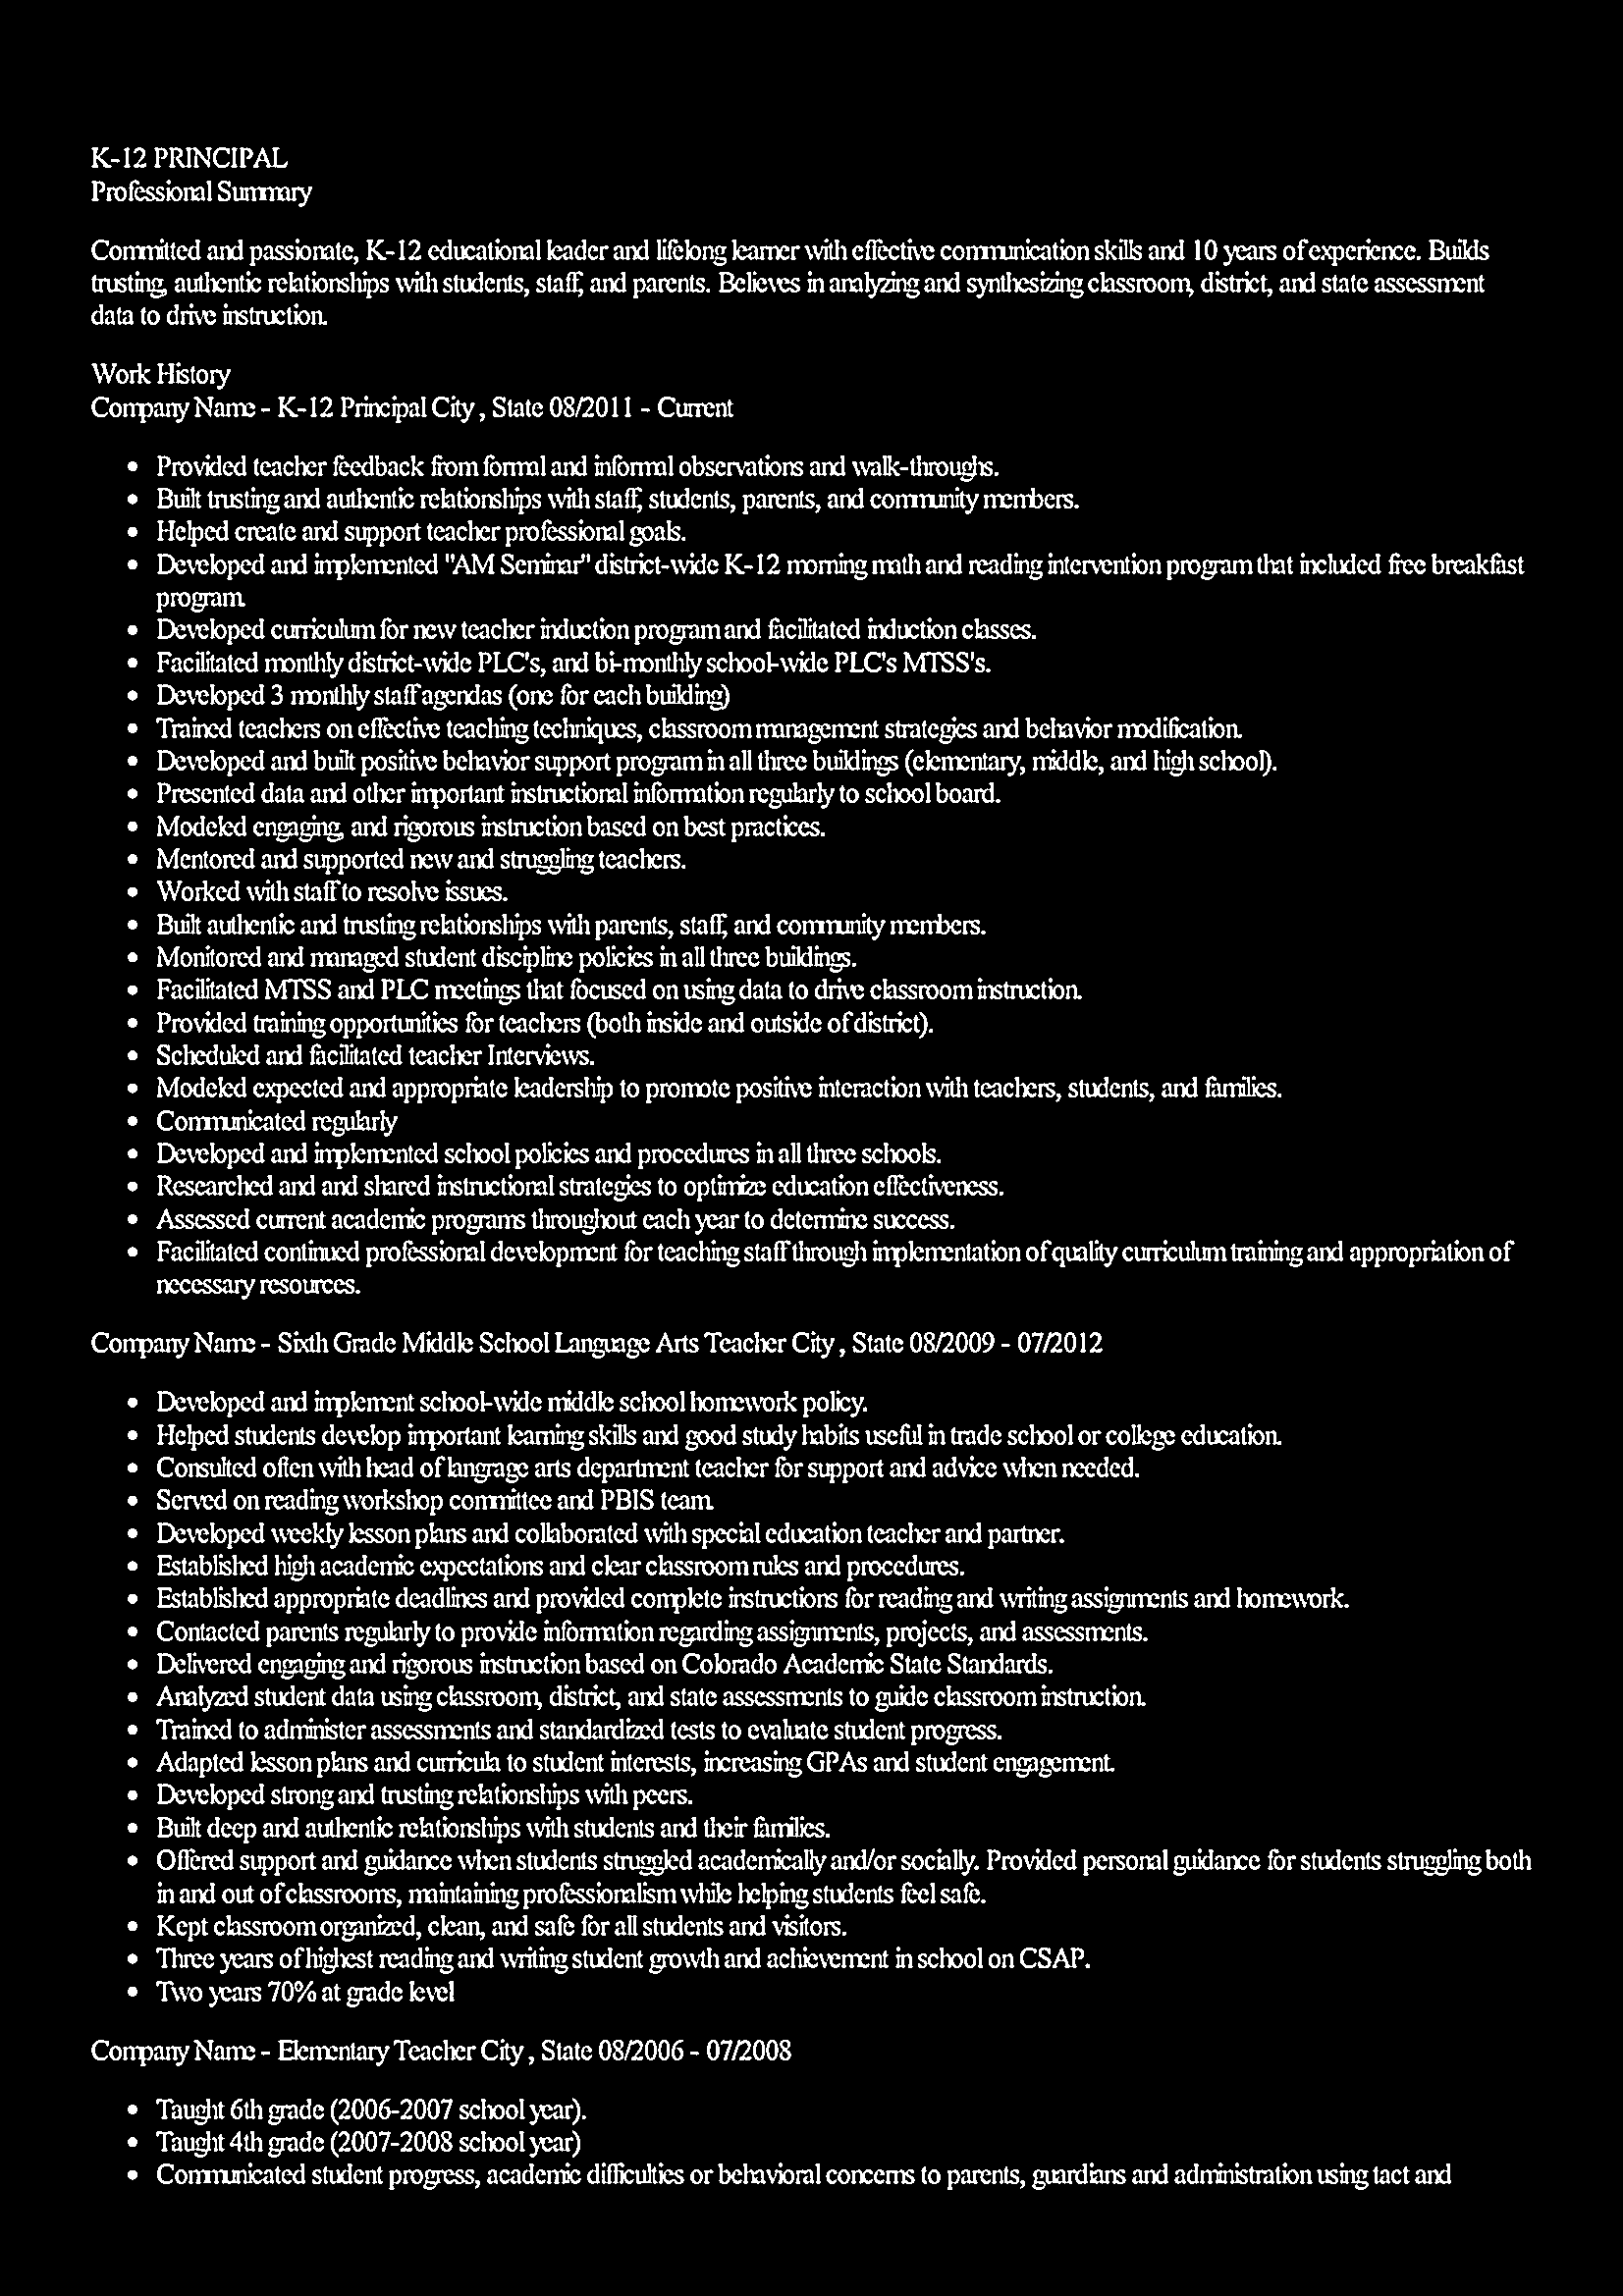 K-12 PRINCIPAL
Professional Summary
Committed and passionate, K-12 educational leader and lifelong learner with effective communication skills and 10 years of experience. Builds
trusting, authentic relationships with students, staff, and parents. Believes in analyzing and synthesizing classroom, district, and state assessment
data to drive instruction.
Work History
Company Name - K-12 Principal City , State 08/2011 - Current
• Provided teacher feedback from formal and informal observations and walk-throughs.
• Built trusting and authentic relationships with staff, students, parents, and community members.
• Helped create and support teacher professional goals.
• Developed and implemented "AM Seminar" district-wide K-12 morning math and reading intervention program that included free breakfast
program.
• Developed curriculum for new teacher induction program and facilitated induction classes.
• Facilitated monthly district-wide PLC's, and bi-monthly school-wide PLC's MTSS's.
• Developed 3 monthly staff agendas (one for each building)
• Trained teachers on effective teaching techniques, classroom management strategies and behavior modification.
• Developed and built positive behavior support program in all three buildings (elementary, middle, and high school).
• Presented data and other important instructional information regularly to school board.
• Modeled engaging, and rigorous instruction based on best practices.
• Mentored and supported new and struggling teachers.
• Worked with staff to resolve issues.
• Built authentic and trusting relationships with parents, staff, and community members.
• Monitored and managed student discipline policies in all three buildings.
• Facilitated MTSS and PLC meetings that focused on using data to drive classroom instruction.
• Provided training opportunities for teachers (both inside and outside of district).
• Scheduled and facilitated teacher Interviews.
• Modeled expected and appropriate leadership to promote positive interaction with teachers, students, and families.
• Communicated regularly
• Developed and implemented school policies and procedures in all three schools.
• Researched and and shared instructional strategies to optimize education effectiveness.
• Assessed current academic programs throughout each year to determine success.
• Facilitated continued professional development for teaching staff through implementation of quality curriculum training and appropriation of
necessary resources.
Company Name - Sixth Grade Middle School Language Arts Teacher City , State 08/2009 - 07/2012
• Developed and implement school-wide middle school homework policy.
• Helped students develop important learning skills and good study habits useful in trade school or college education.
• Consulted often with head of langrage arts department teacher for support and advice when needed.
• Served on reading workshop committee and PBIS team.
• Developed weekly lesson plans and collaborated with special education teacher and partner.
• Established high academic expectations and clear classroom rules and procedures.
• Established appropriate deadlines and provided complete instructions for reading and writing assignments and homework.
• Contacted parents regularly to provide information regarding assignments, projects, and assessments.
• Delivered engaging and rigorous instruction based on Colorado Academic State Standards.
• Analyzed student data using classroom, district, and state assessments to guide classroom instruction.
• Trained to administer assessments and standardized tests to evaluate student progress.
• Adapted lesson plans and curricula to student interests, increasing GPAs and student engagement.
• Developed strong and trusting relationships with peers.
• Built deep and authentic relationships with students and their families.
• Offered support and guidance when students struggled academically and/or socially. Provided personal guidance for students struggling both
in and out of classrooms, maintaining professionalism while helping students feel safe.
• Kept classroom organized, clean, and safe for all students and visitors.
• Three years of highest reading and writing student growth and achievement in school on CSAP.
• Two years 70% at grade level
Company Name - Elementary Teacher City , State 08/2006 - 07/2008
• Taught 6th grade (2006-2007 school year).
• Taught 4th grade (2007-2008 school year)
• Communicated student progress, academic difficulties or behavioral concerns to parents, guardians and administration using tact and